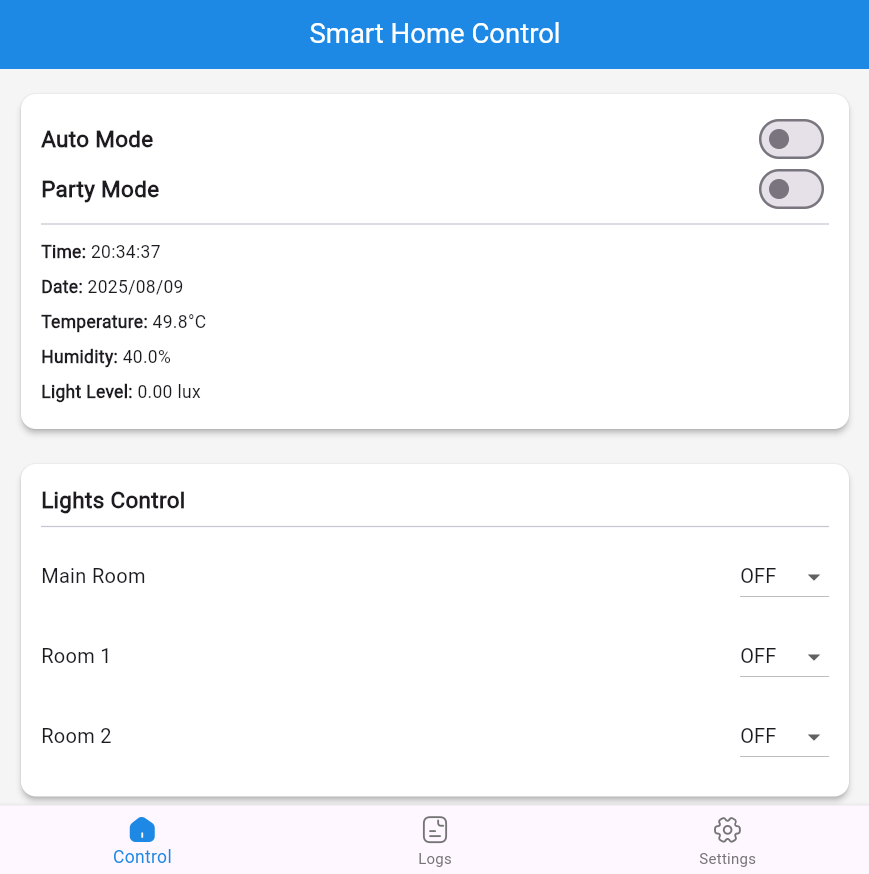 Smart Home Control
Auto Mode
Party Mode
Time: 20:34:37
Date: 2025/08/09
Temperature: 49.8°C
Humidity: 40.0%
Light Level: 0.00 lux
Lights Control
Main Room OFF
Room 1 OFF
Room 2 OFF
Control Logs Settings